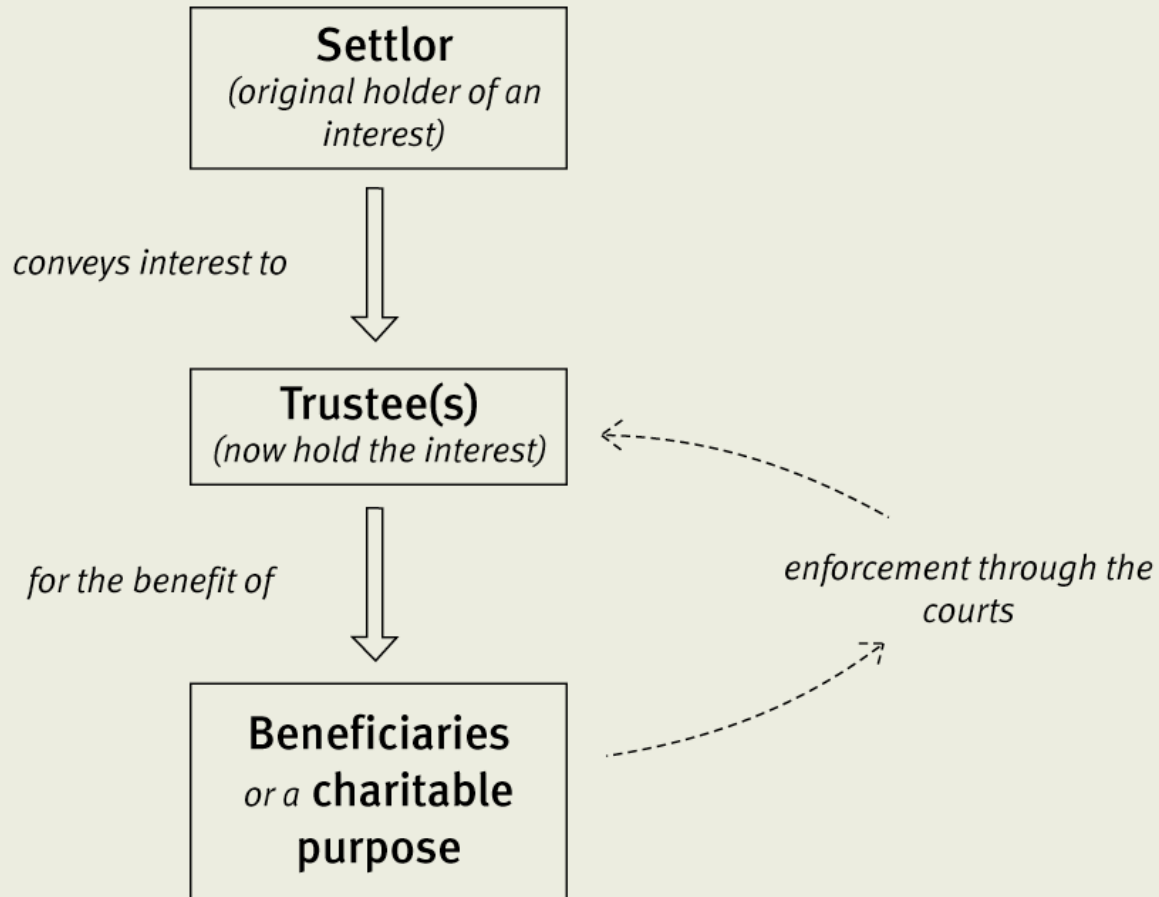 Settlor
(original holder of an
interest)
conveys interest to
Trustee(s)
(now hold the interest)
for the benefit of
enforcement through the
courts
Beneficiaries
or a charitable
purpose